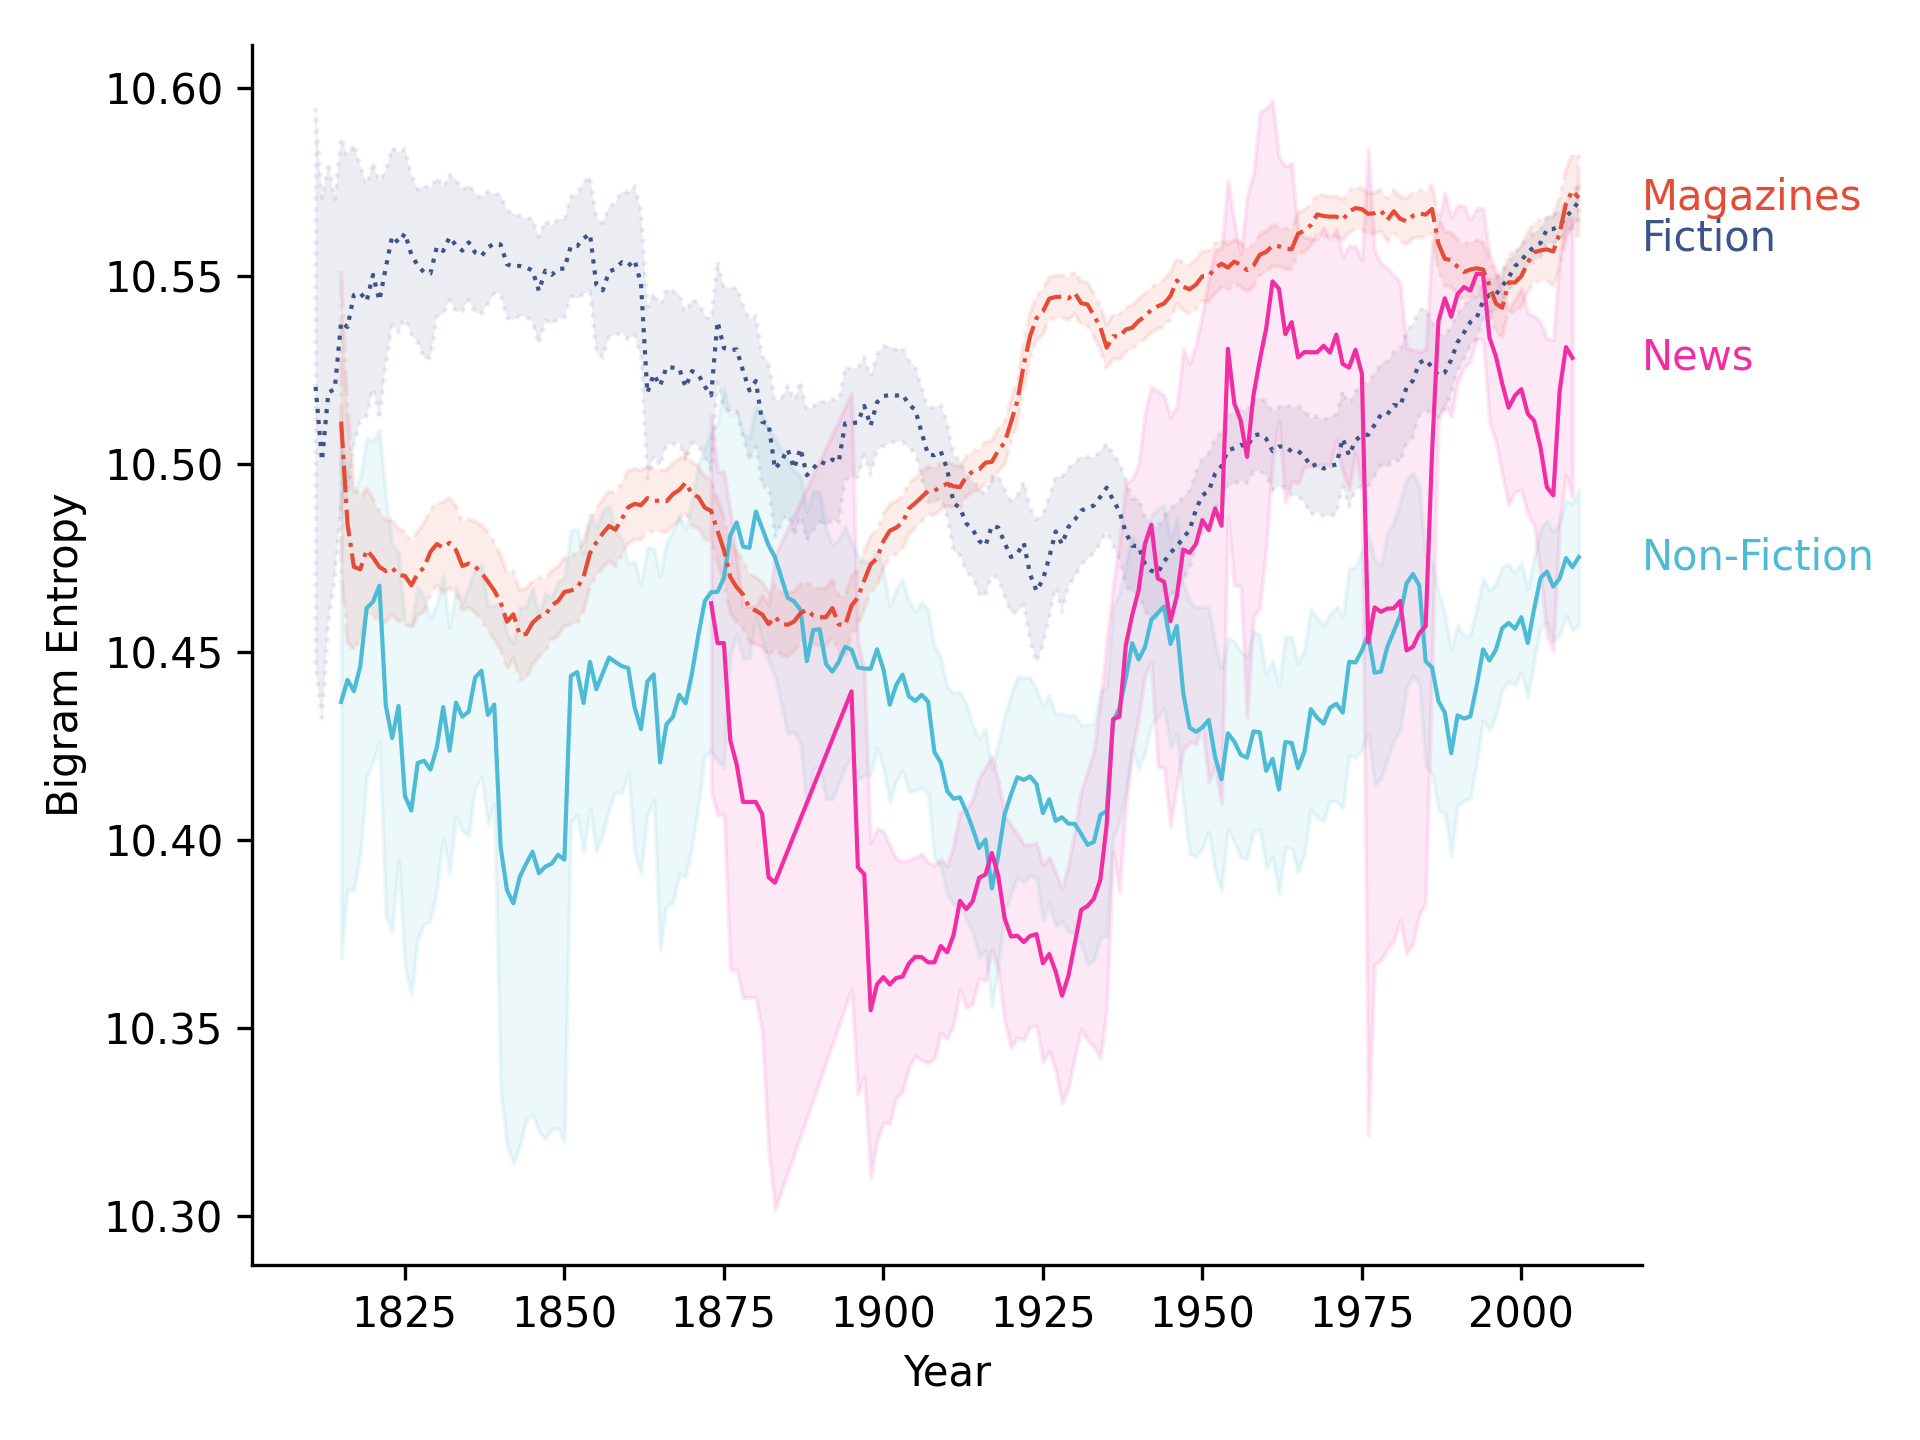 10.60
10.55
10.50
10.45
10.40
10.35
10.30
Bigram Entropy
1825 1850 1875 1900 1925 1950 1975 2000
Year
Magazines
Fiction
News
Non-Fiction